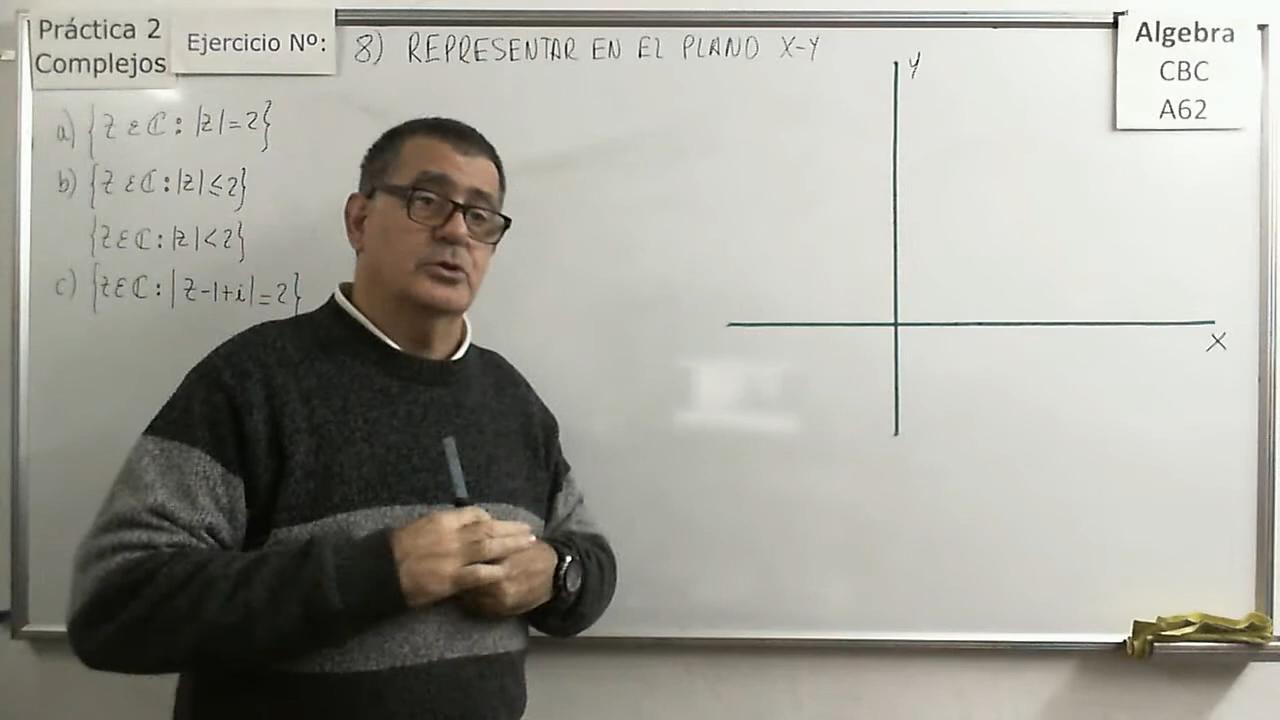 Práctica 2
Complejos
Ejercicio Nº:
8) REPRESENTAR EN EL PLANO X-Y
Algebra
CBC
A62
a) {Z ε ℂ : |z| = 2}
b) {Z ε ℂ : |z| ≤ 2}
{Z ε ℂ : |z| < 2}
c) {Z ε ℂ : | Z-1+i| = 2}
y
X